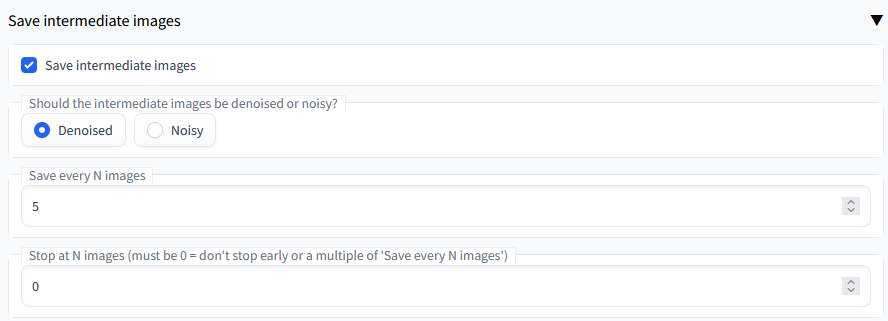 Save intermediate images
Save intermediate images
Should the intermediate images be denoised or noisy?
Denoised
Noisy
Save every N images
5
Stop at N images (must be 0 = don't stop early or a multiple of 'Save every N images')
0